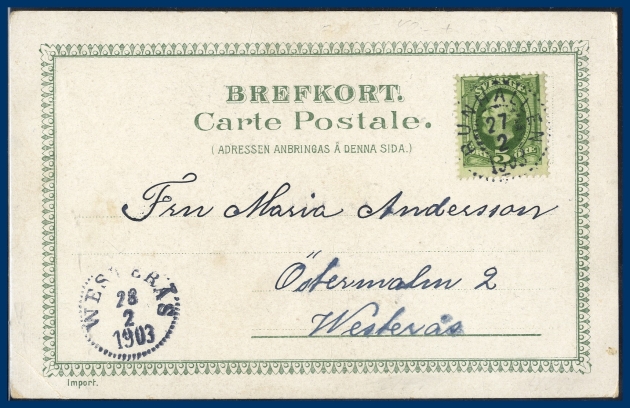 BREFKORT.
Carte Postale.
(ADRESSEN ANBRINGAS Å DENNA SIDA.)
27
2
1903
Fru Maria Andersson
Östermalm 2
Westerås
WESTERÅS
28
2
1903
Import.